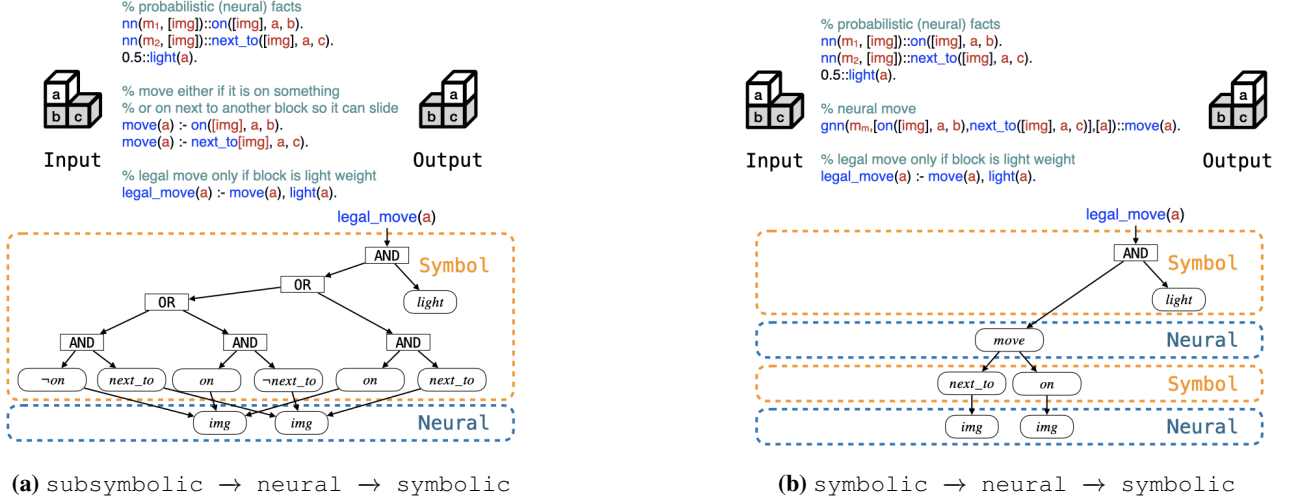 % probabilistic (neural) facts
nn(m₁, [img])::on([img], a, b).
nn(m₂, [img])::next_to([img], a, c).
0.5::light(a).
% move either if it is on something
% or on next to another block so it can slide
move(a) :- on([img], a, b).
move(a) :- next_to[img], a, c).
% legal move only if block is light weight
legal_move(a) :- move(a), light(a).
a
b c
Input
a
b c
Output
legal_move(a)
AND
Symbol
OR
light
OR
AND AND AND
¬on next_to on ¬next_to on next_to
img img
Neural
(a) subsymbolic → neural → symbolic
% probabilistic (neural) facts
nn(m₁, [img])::on([img], a, b).
nn(m₂, [img])::next_to([img], a, c).
0.5::light(a).
% neural move
gnn(mₘ,[on([img], a, b),next_to([img], a, c)],[a])::move(a).
% legal move only if block is light weight
legal_move(a) :- move(a), light(a).
a
b c
Input
a
b c
Output
legal_move(a)
AND
Symbol
light
move
Neural
next_to on
Symbol
img img
Neural
(b) symbolic → neural → symbolic